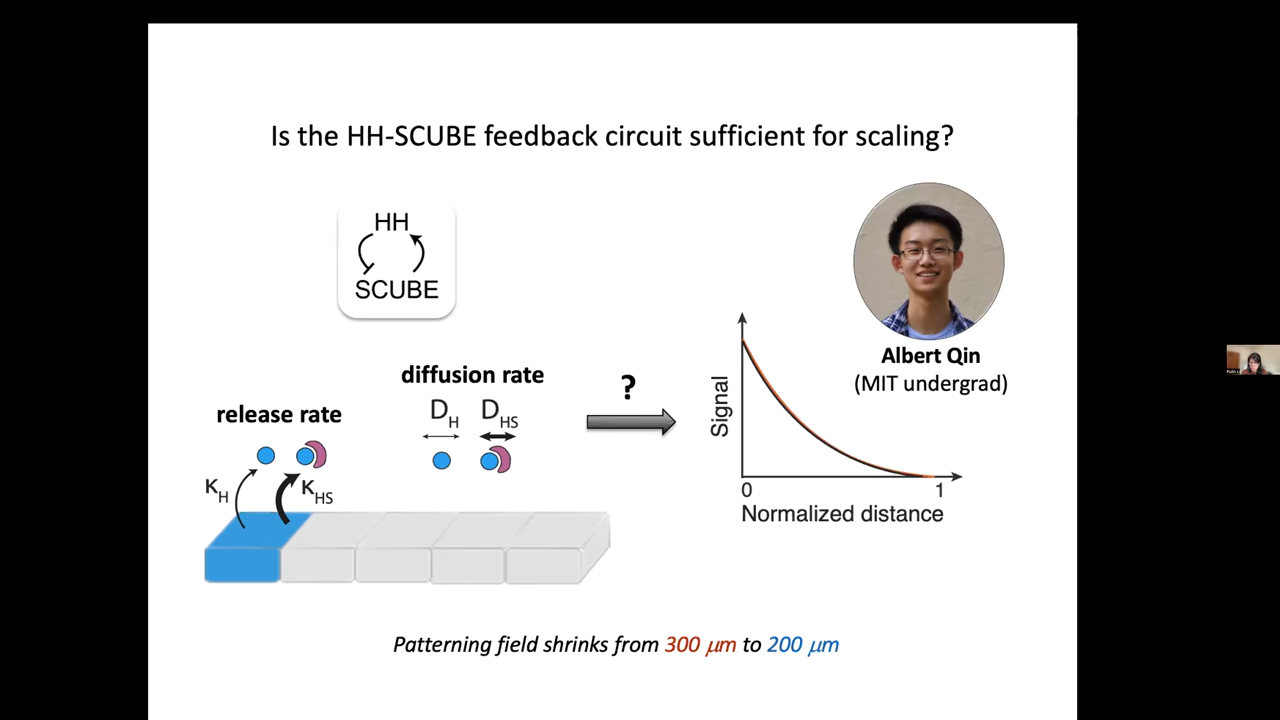 Is the HH-SCUBE feedback circuit sufficient for scaling?
HH
SCUBE
Albert Qin
(MIT undergrad)
diffusion rate
?
release rate
D_H D_HS
K_H
K_HS
Signal
0
1
Normalized distance
Patterning field shrinks from 300 μm to 200 μm